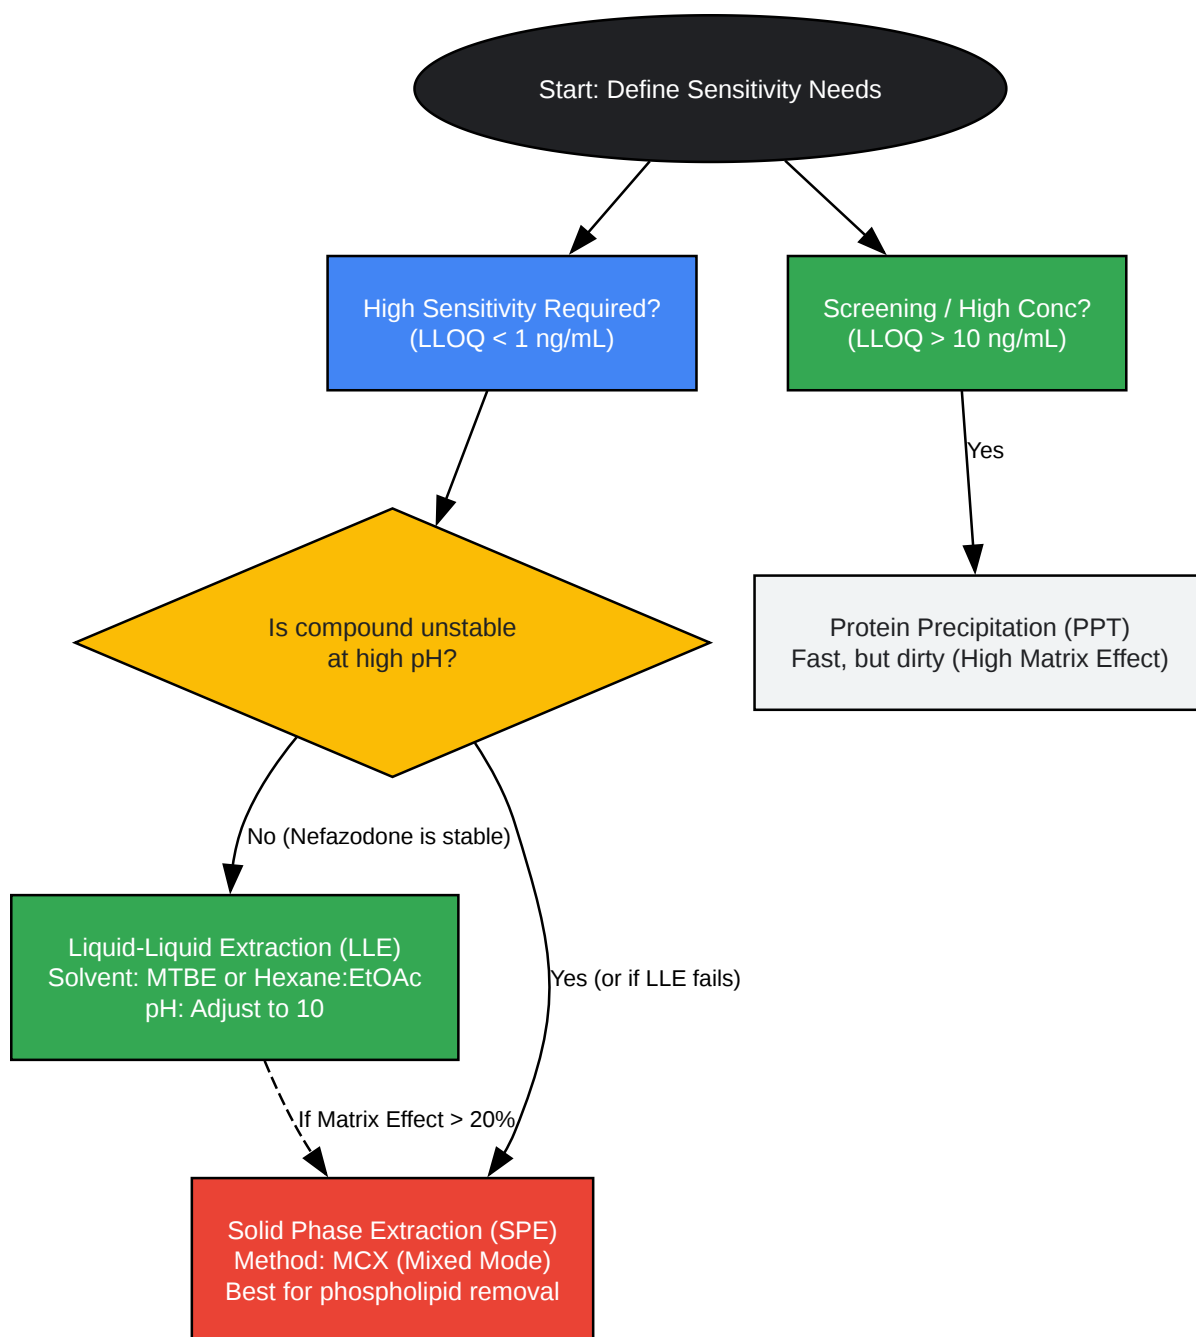 Start: Define Sensitivity Needs
High Sensitivity Required?
(LLOQ < 1 ng/mL)
Screening / High Conc?
(LLOQ > 10 ng/mL)
Yes
Is compound unstable
at high pH?
Protein Precipitation (PPT)
Fast, but dirty (High Matrix Effect)
No (Nefazodone is stable)
Liquid-Liquid Extraction (LLE)
Solvent: MTBE or Hexane:EtOAc
pH: Adjust to 10
Yes (or if LLE fails)
If Matrix Effect > 20%
Solid Phase Extraction (SPE)
Method: MCX (Mixed Mode)
Best for phospholipid removal